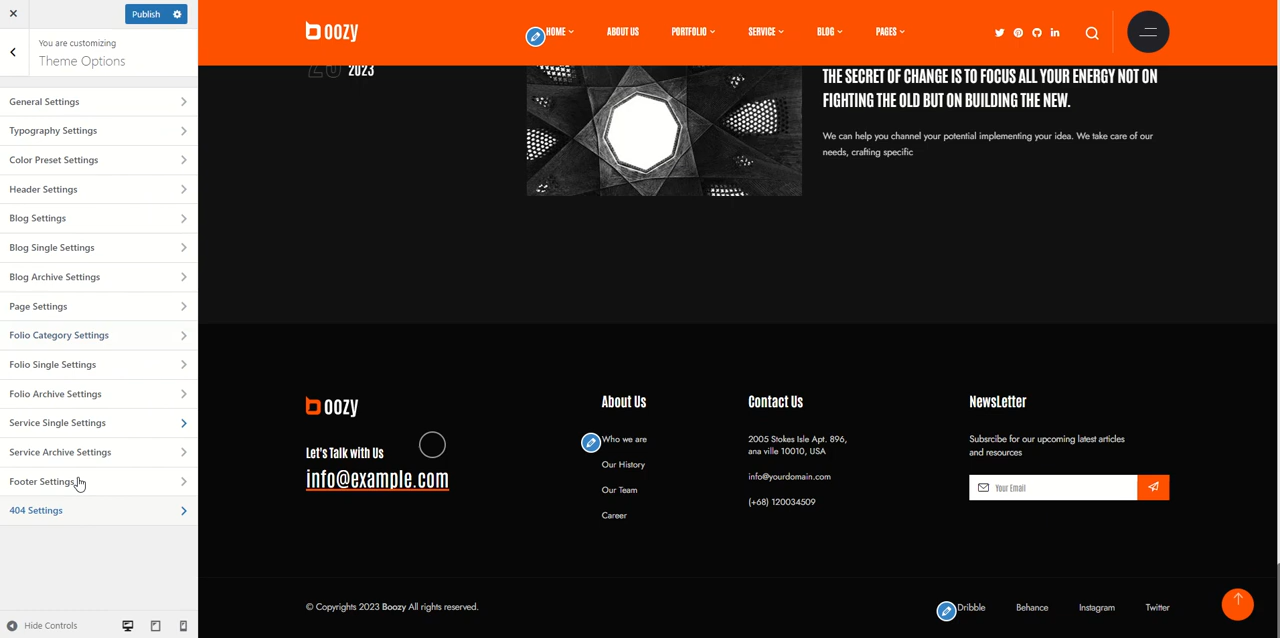 Publish
You are customizing
Theme Options
General Settings
Typography Settings
Color Preset Settings
Header Settings
Blog Settings
Blog Single Settings
Blog Archive Settings
Page Settings
Folio Category Settings
Folio Single Settings
Folio Archive Settings
Service Single Settings
Service Archive Settings
Footer Settings
404 Settings
Hide Controls
oozy
HOME
ABOUT US
PORTFOLIO
SERVICE
BLOG
PAGES
2023
THE SECRET OF CHANGE IS TO FOCUS ALL YOUR ENERGY NOT ON
FIGHTING THE OLD BUT ON BUILDING THE NEW.
We can help you channel your potential implementing your idea. We take care of our
needs, crafting specific
oozy
Let's Talk with Us
info@example.com
About Us
Who we are
Our History
Our Team
Career
Contact Us
2005 Stokes Isle Apt. 896,
ana ville 10010, USA
info@yourdomain.com
(+68) 120034509
NewsLetter
Subsrcibe for our upcoming latest articles
and resources
Your Email
© Copyrights 2023 Boozy All rights reserved.
Dribble
Behance
Instagram
Twitter